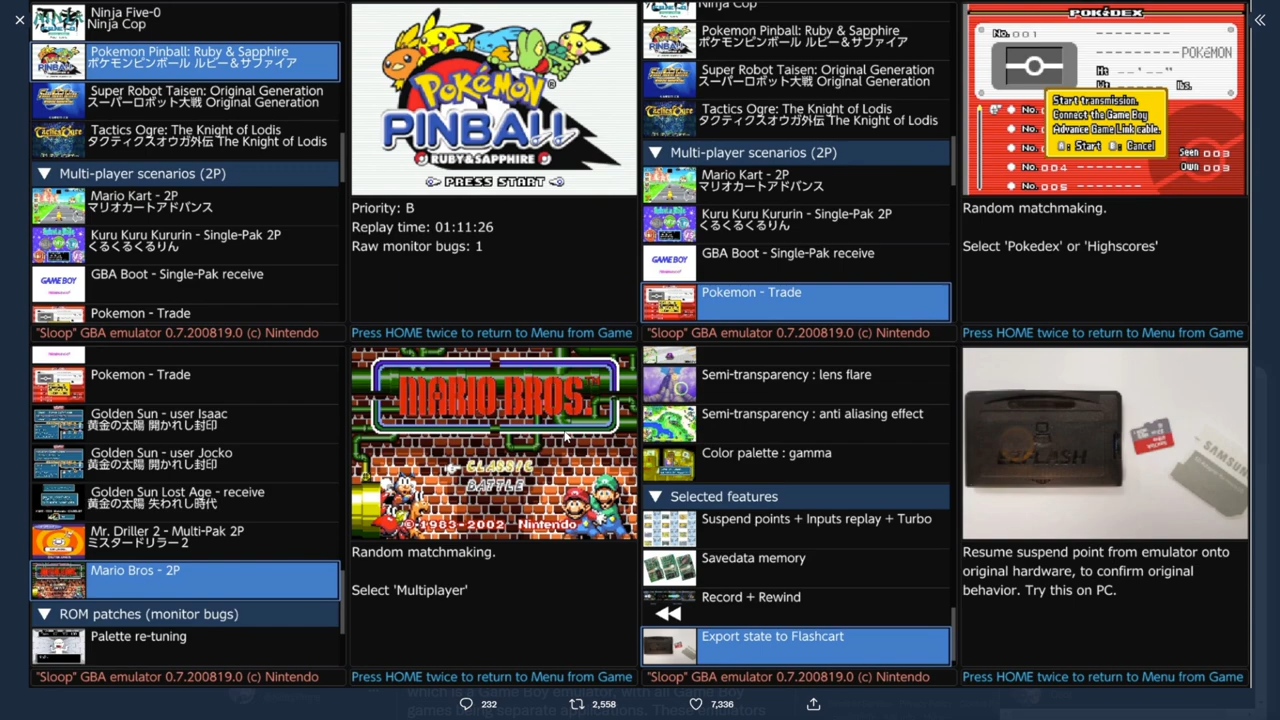 Ninja Five-0
Ninja Cop
Pokemon Pinball: Ruby & Sapphire
ポケモンピンボール ルビー&サファイア
Super Robot Taisen: Original Generation
スーパーロボット大戦 Original Generation
Tactics Ogre: The Knight of Lodis
タクティクスオウガ外伝 The Knight of Lodis
Multi-player scenarios (2P)
Mario Kart - 2P
マリオカートアドバンス
Kuru Kuru Kururin - Single-Pak 2P
くるくるくるりん
GBA Boot - Single-Pak receive
Pokemon - Trade
"Sloop" GBA emulator 0.7.200819.0 (c) Nintendo
POKéMON
PINBALL
RUBY&SAPPHIRE
PRESS START
Priority: B
Replay time: 01:11:26
Raw monitor bugs: 1
Press HOME twice to return to Menu from Game
Ninja Cop
Pokemon Pinball: Ruby & Sapphire
ポケモンピンボール ルビー&サファイア
Super Robot Taisen: Original Generation
スーパーロボット大戦 Original Generation
Tactics Ogre: The Knight of Lodis
タクティクスオウガ外伝 The Knight of Lodis
Multi-player scenarios (2P)
Mario Kart - 2P
マリオカートアドバンス
Kuru Kuru Kururin - Single-Pak 2P
くるくるくるりん
GBA Boot - Single-Pak receive
Pokemon - Trade
"Sloop" GBA emulator 0.7.200819.0 (c) Nintendo
POKéDEX
No. 001
POKéMON
Ht
Wt lbs.
Start transmission.
Connect the Game Boy
Advance Game Link cable.
A: Start B: Cancel
No. 004
No. 005
Seen 003
Own 003
Random matchmaking.
Select 'Pokedex' or 'Highscores'
Press HOME twice to return to Menu from Game
Pokemon - Trade
Golden Sun - user Isaac
黄金の太陽 開かれし封印
黄金の太陽 開かれし封印
Golden Sun Lost Age - receive
黄金の太陽 失われし時代
Mr. Driller 2 - Multi-Pak 2P
ミスタードリラー2
Mario Bros - 2P
ROM patches (monitor bugs)
Palette re-tuning
"Sloop" GBA emulator 0.7.200819.0 (c) Nintendo
MARIO BROS.™
CLASSIC
BATTLE
©1983-2002 Nintendo
Random matchmaking.
Select 'Multiplayer'
Press HOME twice to return to Menu from Game
Semi-transparency : lens flare
Semi-transparency : anti aliasing effect
Color palette : gamma
Selected features
Suspend points + Input replay + Turbo
Saved memory
Record + Rewind
Export state to Flashcart
"Sloop" GBA emulator 0.7.200819.0 (c) Nintendo
SAMSUNG
Resume suspend point from emulator onto
original hardware, to confirm original
behavior. Try this on PC.
Press HOME twice to return to Menu from Game
232
2,558
7,336